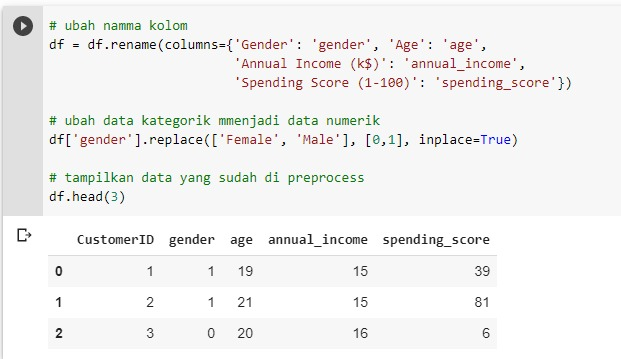 # ubah namma kolom
df = df.rename(columns={'Gender': 'gender', 'Age': 'age',
'Annual Income (k$)': 'annual_income',
'Spending Score (1-100)': 'spending_score'})
# ubah data kategorik mmenjadi data numerik
df['gender'].replace(['Female', 'Male'], [0,1], inplace=True)
# tampilkan data yang sudah di preprocess
df.head(3)
CustomerID gender age annual_income spending_score
0 1 1 19 15 39
1 2 1 21 15 81
2 3 0 20 16 6